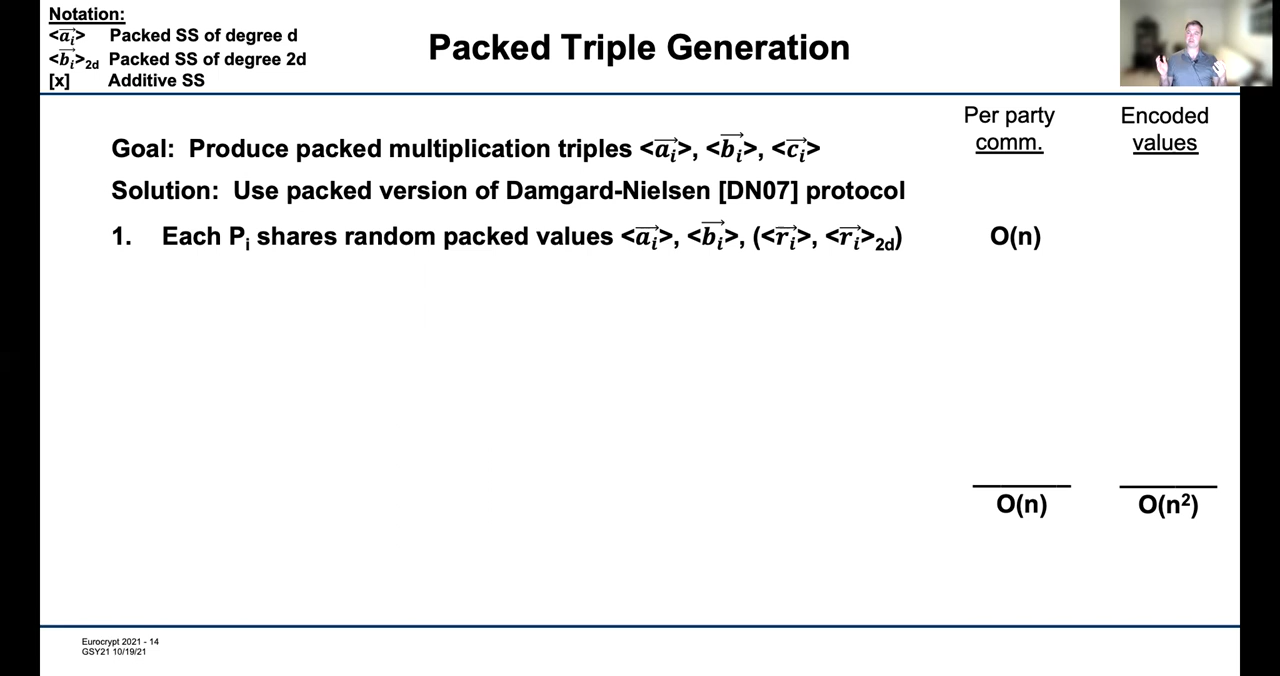 Notation:
<a⃗ᵢ> Packed SS of degree d
<b⃗ᵢ>₂d Packed SS of degree 2d
[x] Additive SS
Packed Triple Generation
Per party comm.
Encoded values
Goal: Produce packed multiplication triples <a⃗ᵢ>, <b⃗ᵢ>, <c⃗ᵢ>
Solution: Use packed version of Damgard-Nielsen [DN07] protocol
1. Each Pᵢ shares random packed values <a⃗ᵢ>, <b⃗ᵢ>, (<r⃗ᵢ>, <r⃗ᵢ>₂d) O(n)
O(n) O(n²)
Eurocrypt 2021 - 14
GSY21 10/19/21